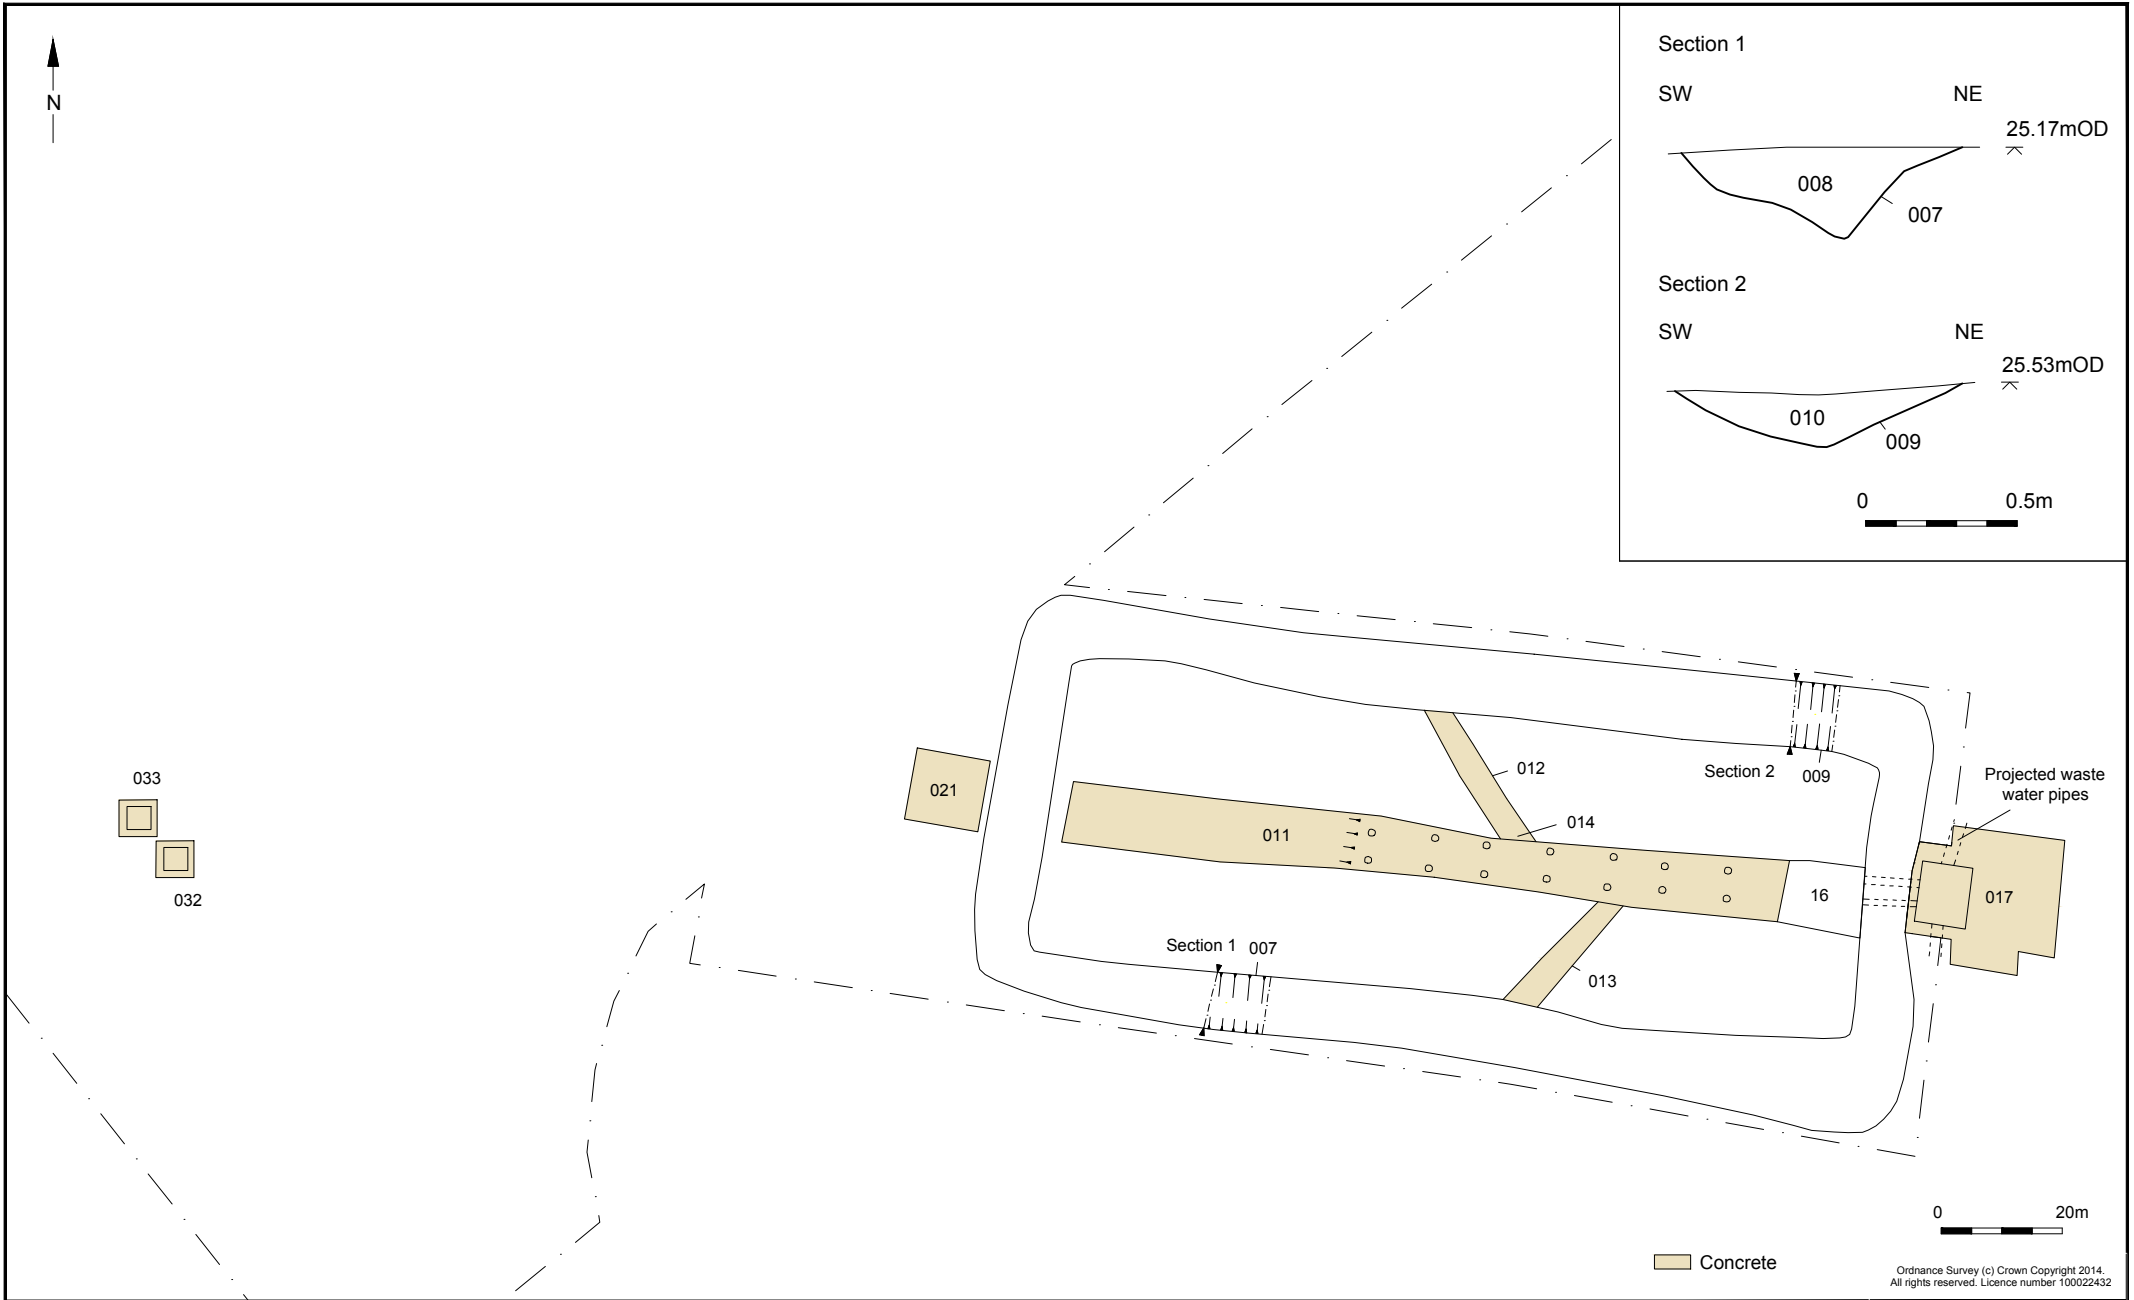 N
Section 1
SW NE
25.17mOD
008
007
Section 2
SW NE
25.53mOD
010
009
0 0.5m
033
032
021
012
Section 2 009
Projected waste
water pipes
014
011
16
017
Section 1 007
013
0 20m
Concrete
Ordnance Survey (c) Crown Copyright 2014.
All rights reserved. Licence number 100022432